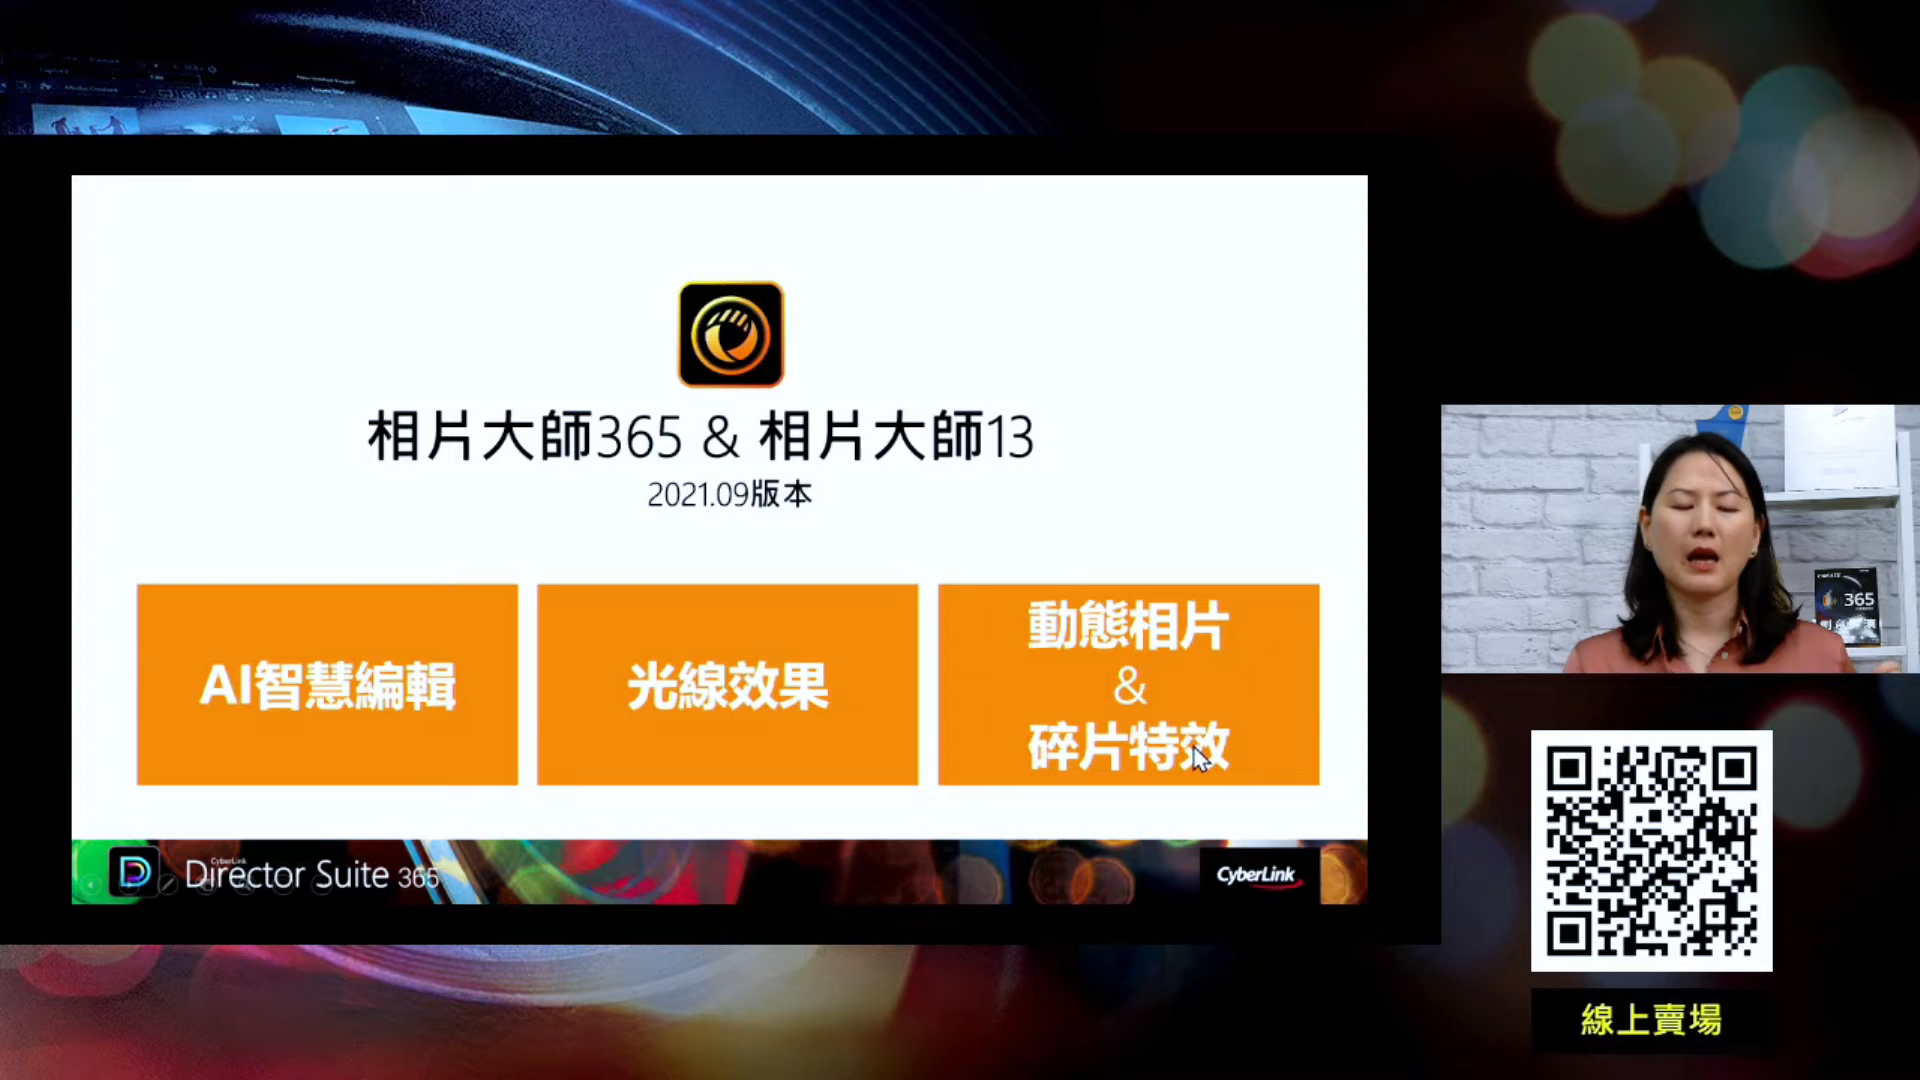 相片大師365 & 相片大師13
2021.09版本
AI智慧編輯
光線效果
動態相片
&
碎片特效
CyberLink
Director Suite 365
CyberLink
365
線上賣場